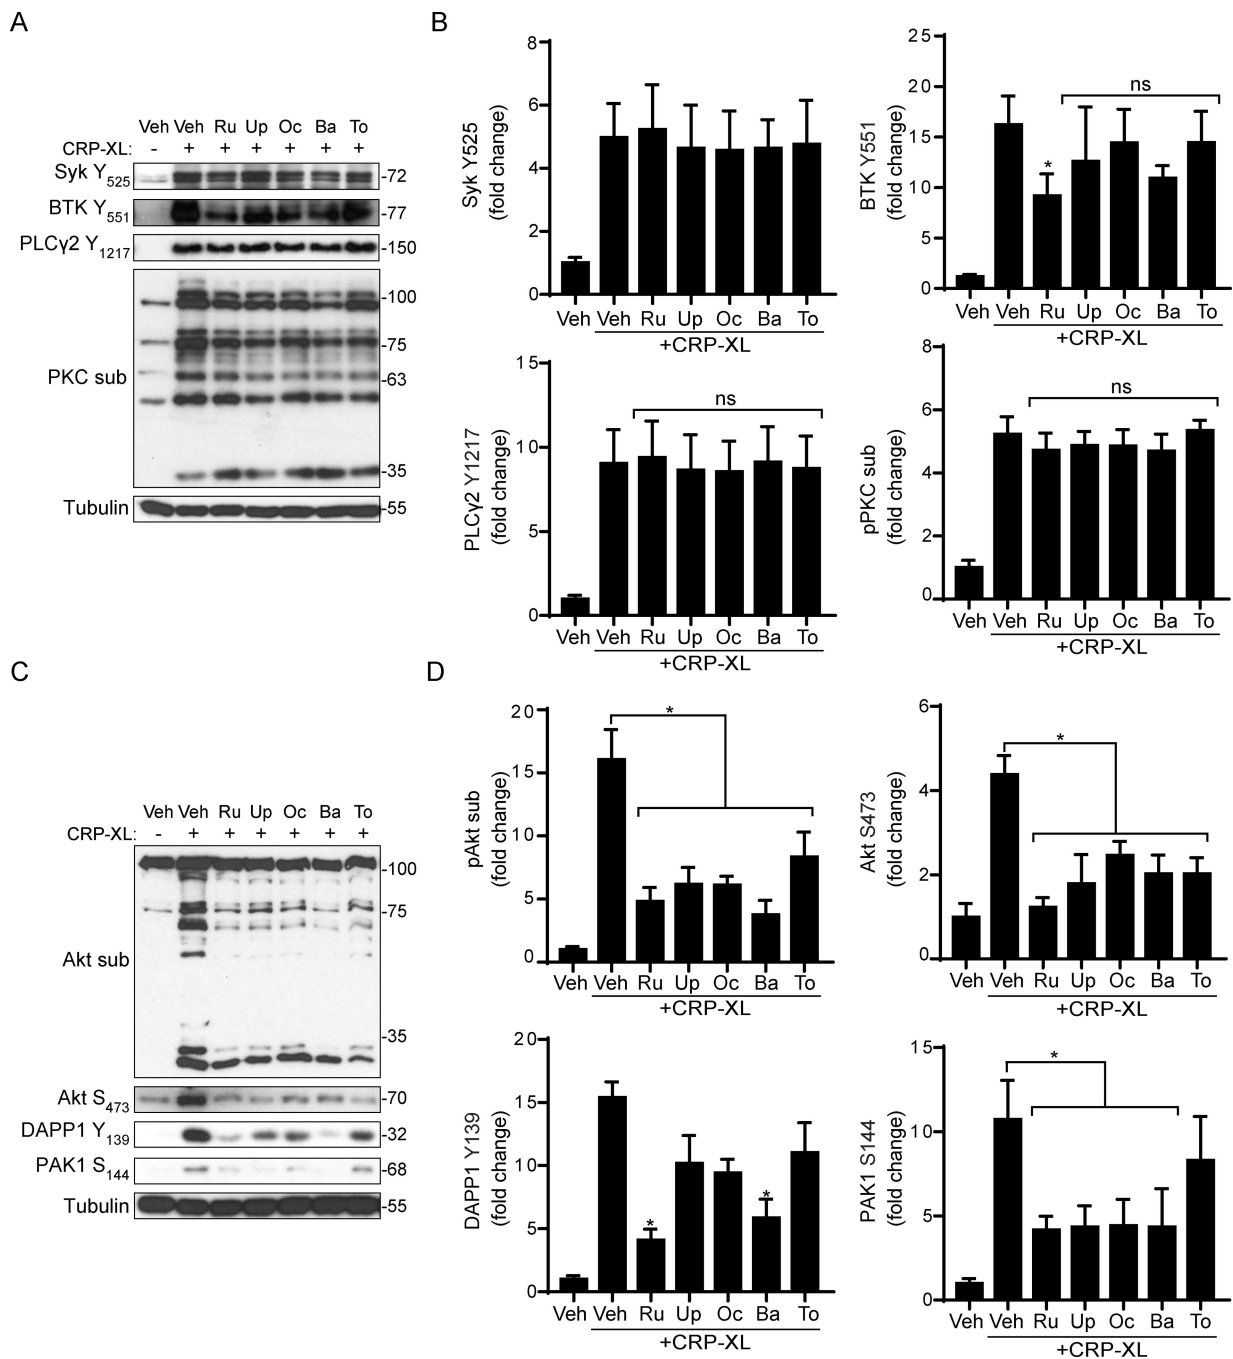 A
Veh Veh Ru Up Oc Ba To
CRP-XL: - + + + + + +
Syk Y525 -72
BTK Y551 -77
PLCγ2 Y1217 -150
PKC sub
-100
-75
-63
-35
Tubulin -55
B
Syk Y525
(fold change)
8
6
4
2
0
Veh Veh Ru Up Oc Ba To
+CRP-XL
BTK Y551
(fold change)
25
20
15
10
5
0
ns
*
Veh Veh Ru Up Oc Ba To
+CRP-XL
PLCγ2 Y1217
(fold change)
15
10
5
0
ns
Veh Veh Ru Up Oc Ba To
+CRP-XL
pPKC sub
(fold change)
8
6
4
2
0
ns
Veh Veh Ru Up Oc Ba To
+CRP-XL
C
Veh Veh Ru Up Oc Ba To
CRP-XL: - + + + + + +
Akt sub
-100
-75
-35
Akt S473 -70
DAPP1 Y139 -32
PAK1 S144 -68
Tubulin -55
D
pAkt sub
(fold change)
20
15
10
5
0
*
Veh Veh Ru Up Oc Ba To
+CRP-XL
Akt S473
(fold change)
6
4
2
0
*
Veh Veh Ru Up Oc Ba To
+CRP-XL
DAPP1 Y139
(fold change)
20
15
10
5
0
* *
Veh Veh Ru Up Oc Ba To
+CRP-XL
PAK1 S144
(fold change)
15
10
5
0
*
Veh Veh Ru Up Oc Ba To
+CRP-XL